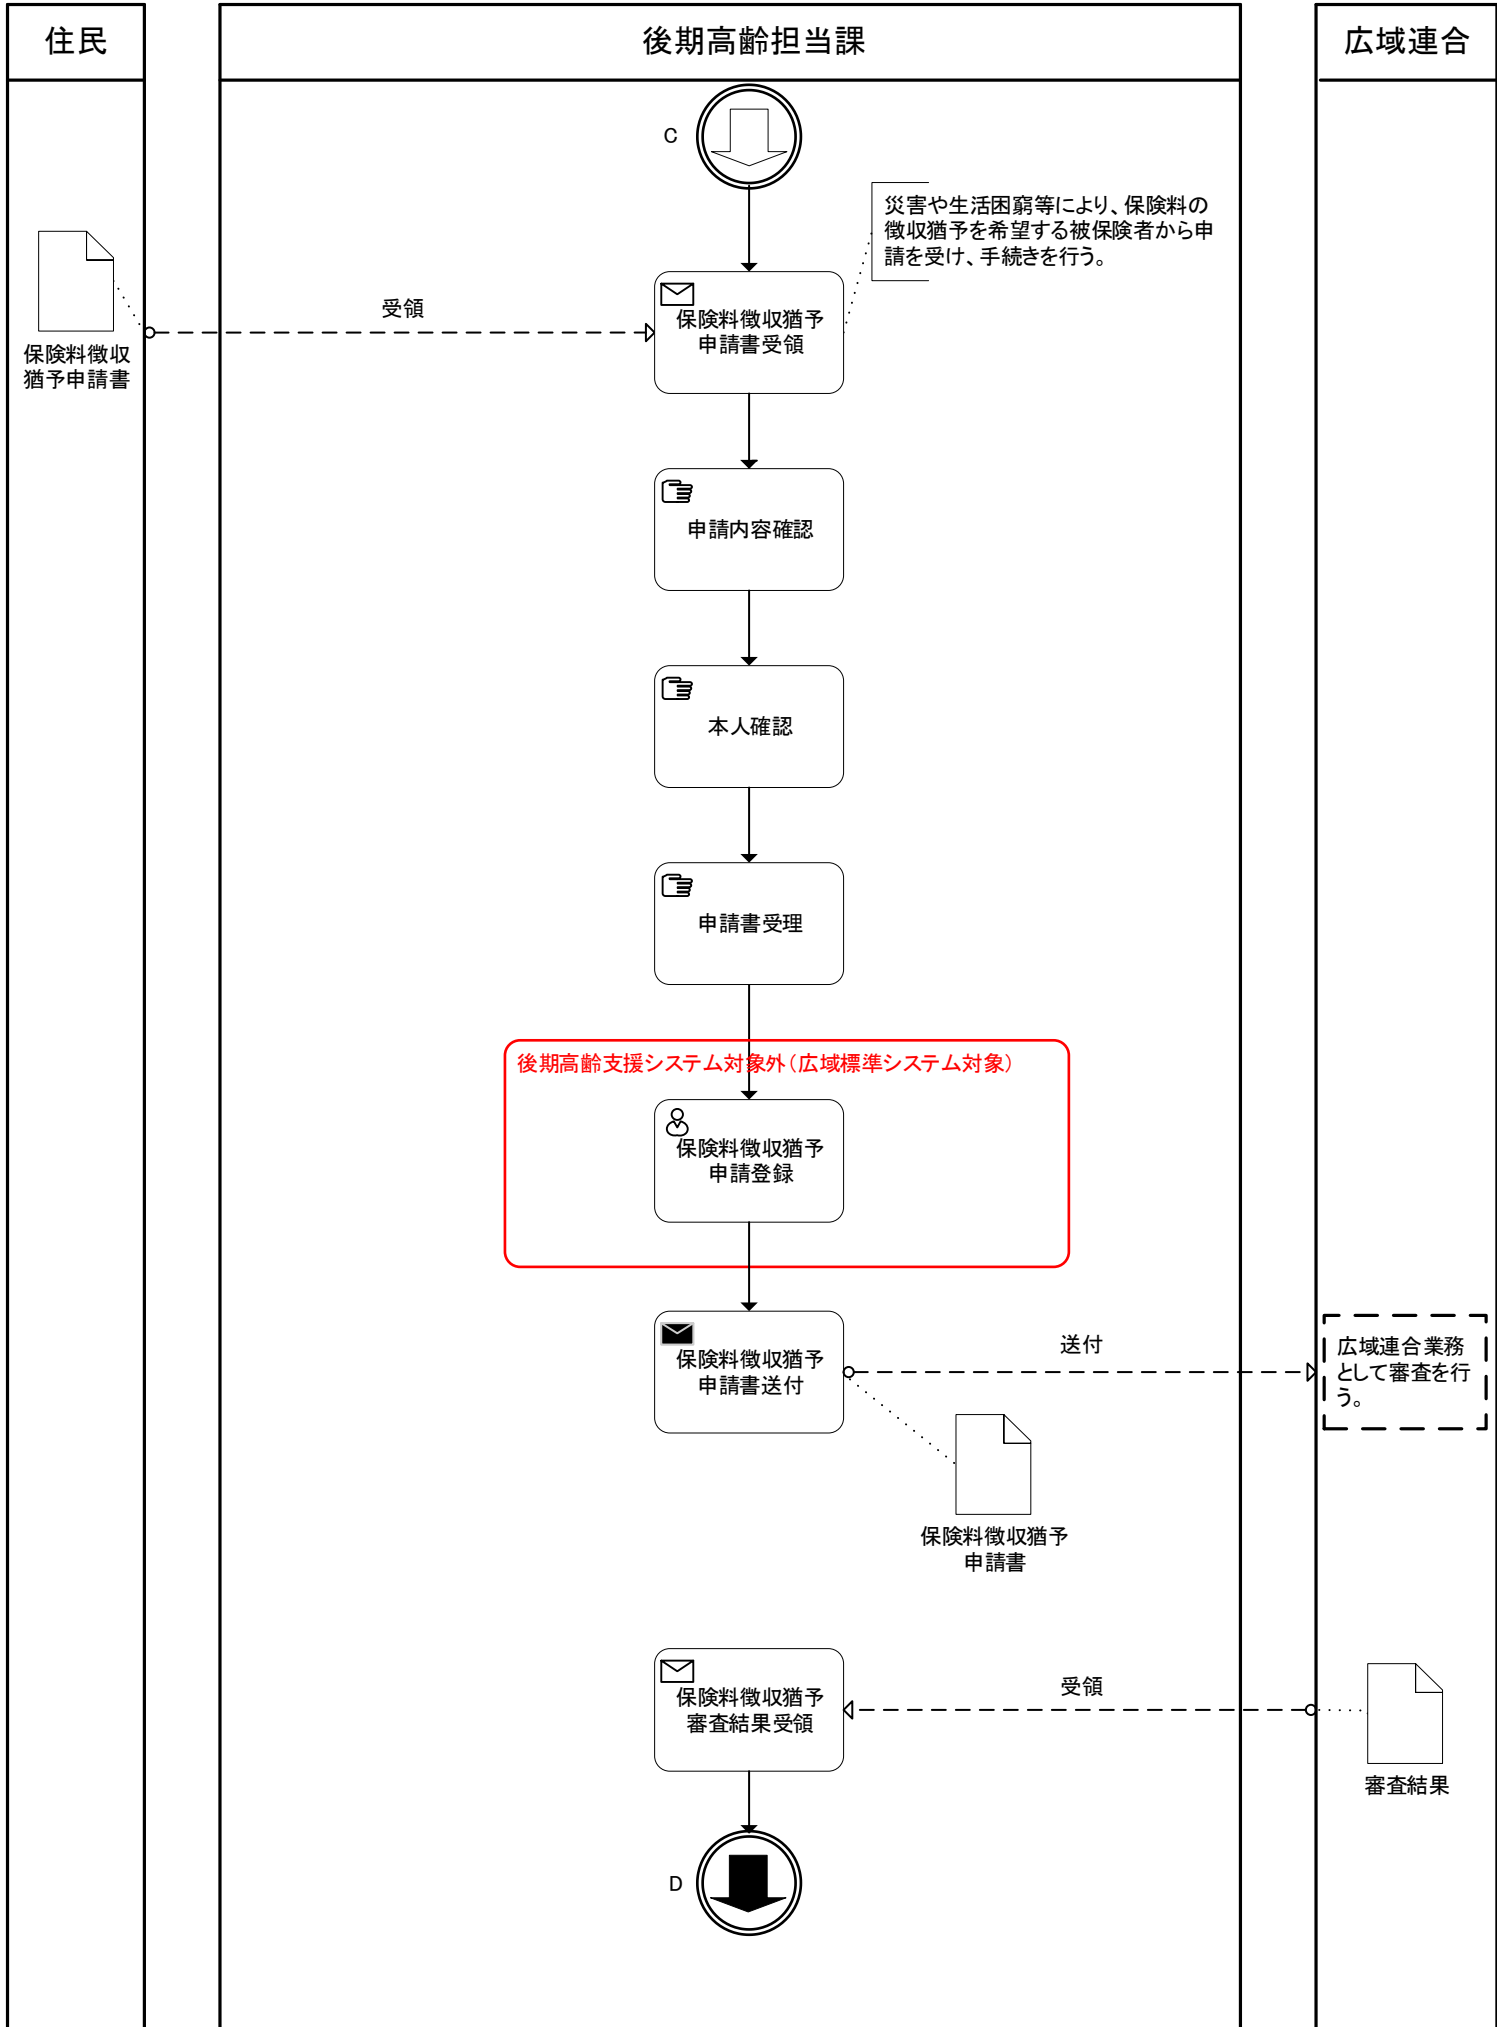 住民
後期高齢担当課
広域連合
C
災害や生活困窮等により、保険料の
徴収猶予を希望する被保険者から申
請を受け、手続きを行う。
受領
保険料徴収猶予
申請書受領
保険料徴収
猶予申請書
申請内容確認
本人確認
申請書受理
後期高齢支援システム対象外（広域標準システム対象）
保険料徴収猶予
申請登録
保険料徴収猶予
申請書送付
送付
広域連合業務
として審査を行
う。
保険料徴収猶予
申請書
保険料徴収猶予
審査結果受領
受領
審査結果
D